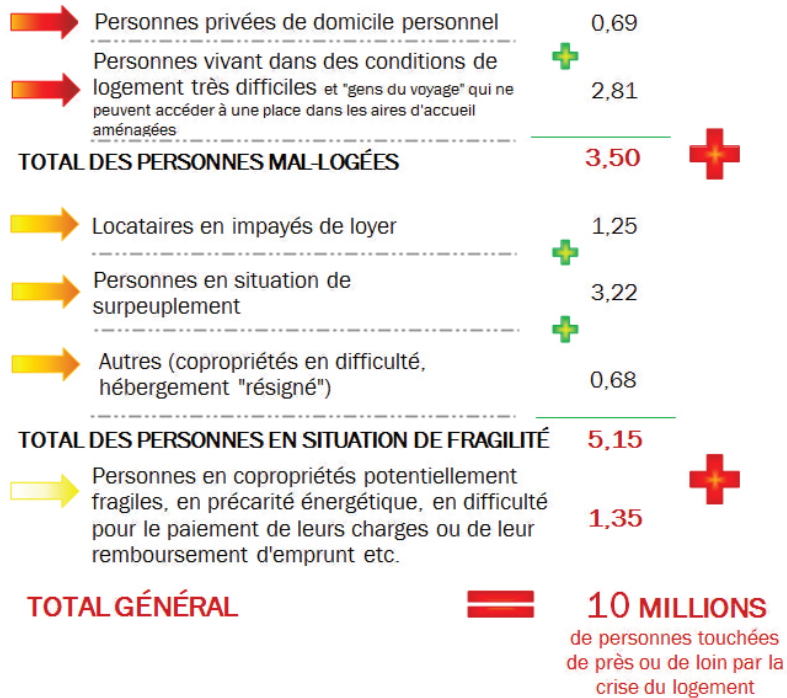 Personnes privées de domicile personnel 0,69
Personnes vivant dans des conditions de
logement très difficiles et "gens du voyage" qui ne 2,81
peuvent accéder à une place dans les aires d'accueil
aménagées
TOTAL DES PERSONNES MAL-LOGÉES 3,50
Locataires en impayés de loyer 1,25
Personnes en situation de
surpeuplement 3,22
Autres (copropriétés en difficulté,
hébergement "résigné") 0,68
TOTAL DES PERSONNES EN SITUATION DE FRAGILITÉ 5,15
Personnes en copropriétés potentiellement
fragiles, en précarité énergétique, en difficulté
pour le paiement de leurs charges ou de leur 1,35
remboursement d'emprunt etc.
TOTAL GÉNÉRAL = 10 MILLIONS
de personnes touchées
de près ou de loin par la
crise du logement